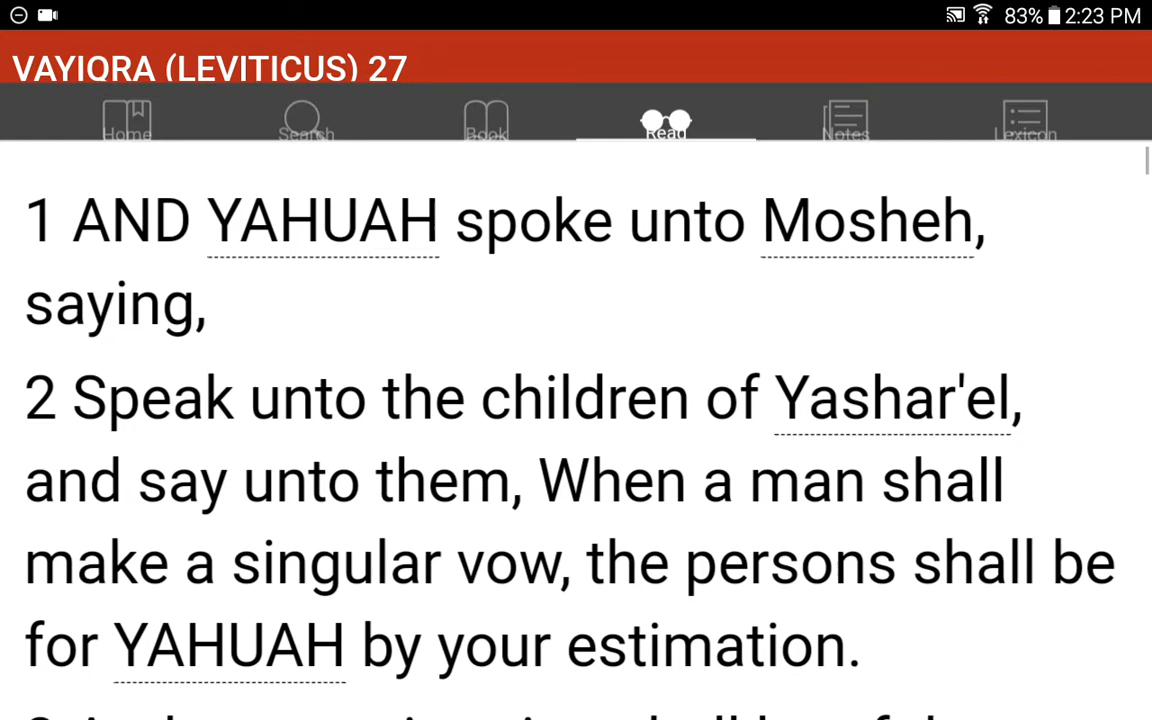 83% 2:23 PM
VAYIQRA (LEVITICUS) 27
Home Search Book Read Notes Lexicon
1 AND YAHUAH spoke unto Mosheh,
saying,
2 Speak unto the children of Yashar'el,
and say unto them, When a man shall
make a singular vow, the persons shall be
for YAHUAH by your estimation.